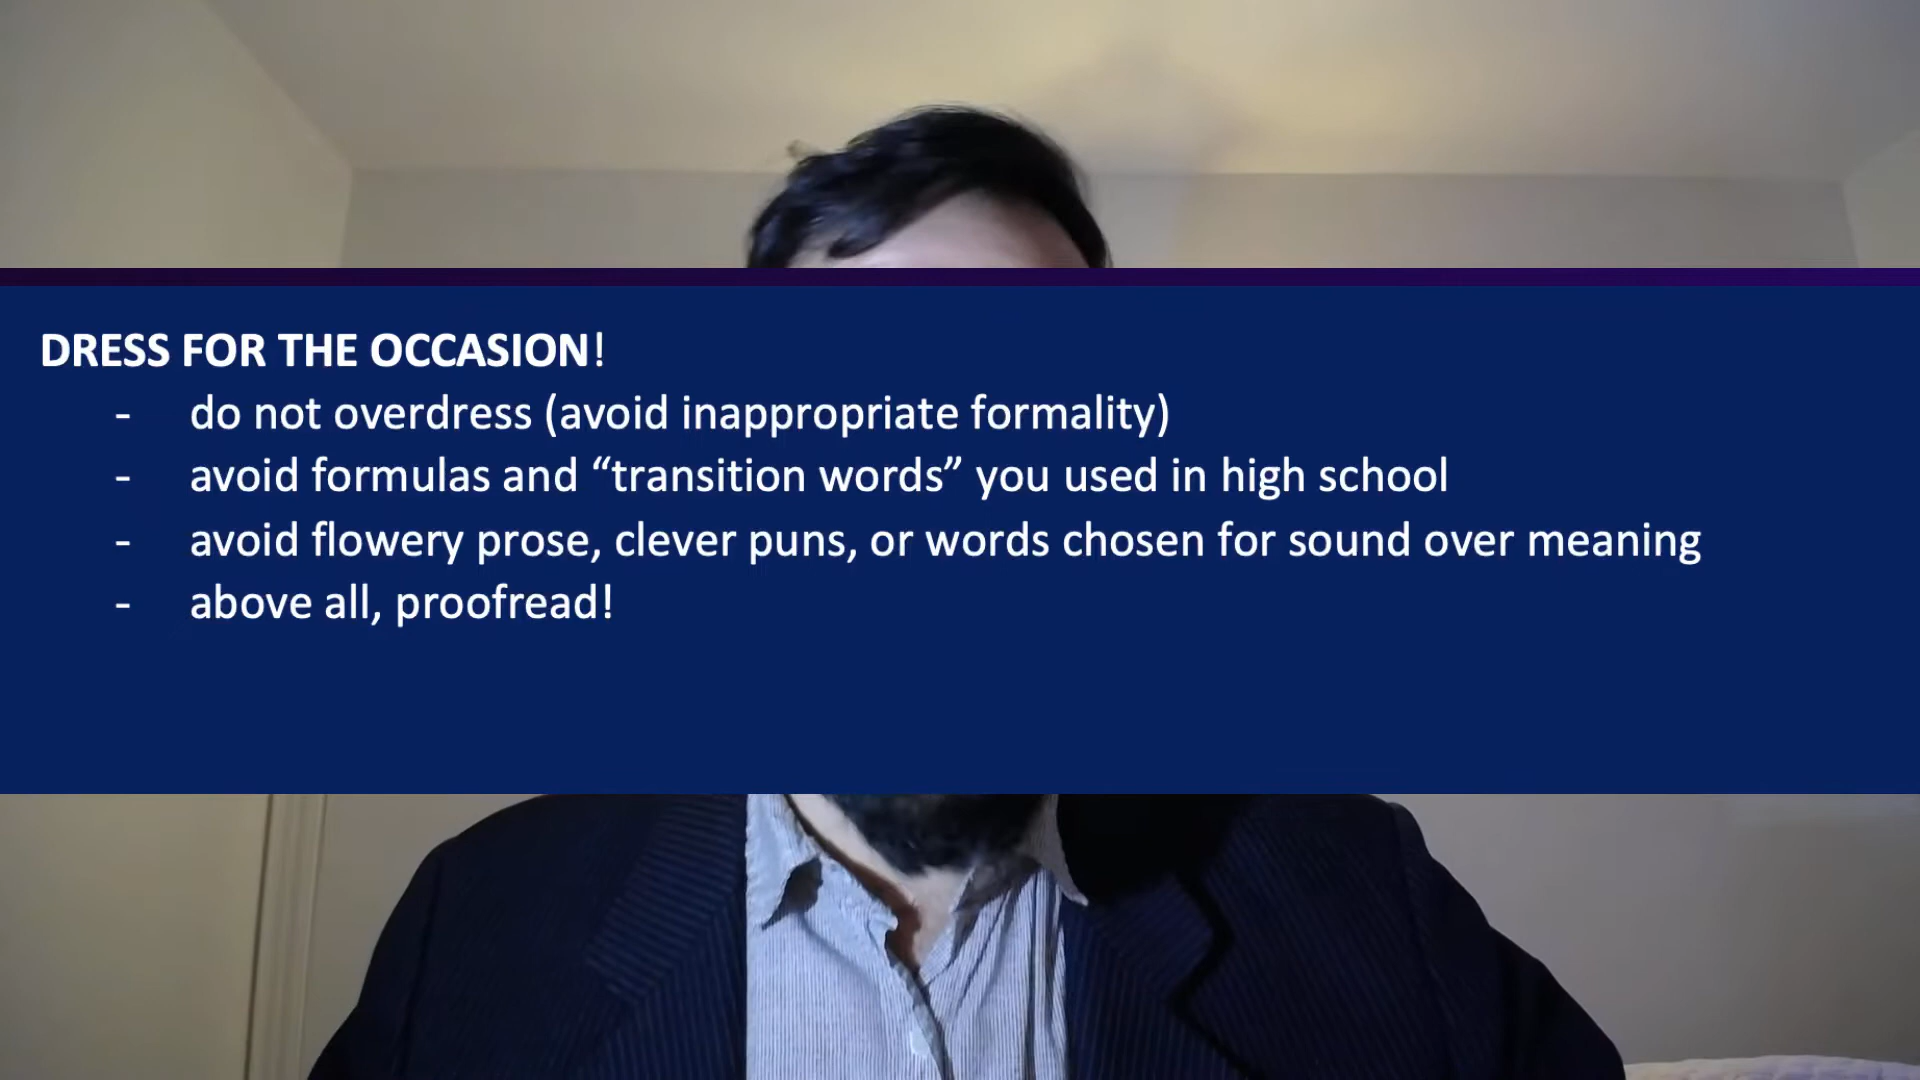 DRESS FOR THE OCCASION!
- do not overdress (avoid inappropriate formality)
- avoid formulas and “transition words” you used in high school
- avoid flowery prose, clever puns, or words chosen for sound over meaning
- above all, proofread!